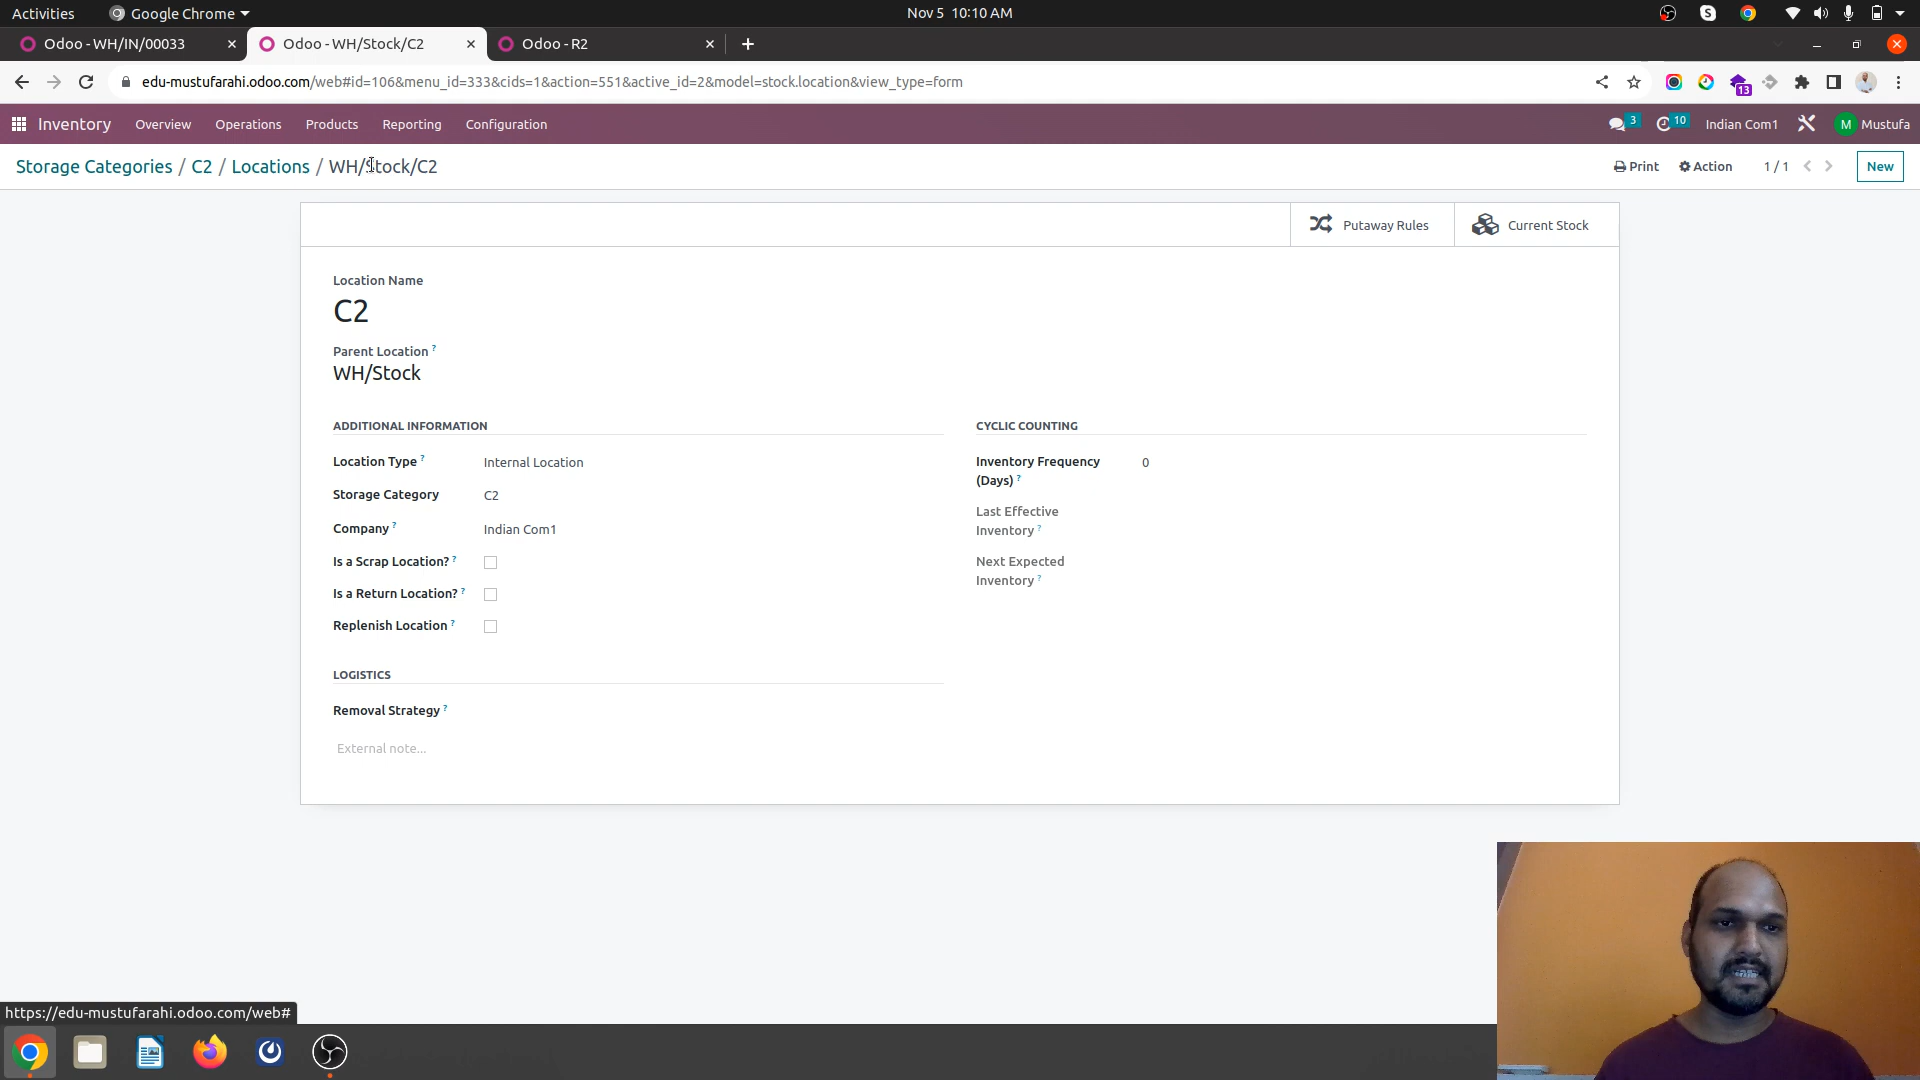 Activities
Google Chrome
Nov 5 10:10 AM
Odoo - WH/IN/00033
Odoo - WH/Stock/C2
Odoo - R2
edu-mustufarahi.odoo.com/web#id=106&menu_id=333&cids=1&action=551&active_id=2&model=stock.location&view_type=form
13
Inventory
Overview
Operations
Products
Reporting
Configuration
3
10
Indian Com1
M
Mustufa
Storage Categories / C2 / Locations / WH/Stock/C2
Print
Action
1 / 1
New
Putaway Rules
Current Stock
Location Name
C2
Parent Location ?
WH/Stock
ADDITIONAL INFORMATION
Location Type ?
Internal Location
Storage Category
C2
Company ?
Indian Com1
Is a Scrap Location? ?
Is a Return Location? ?
Replenish Location ?
LOGISTICS
Removal Strategy ?
External note...
CYCLIC COUNTING
Inventory Frequency
(Days) ?
0
Last Effective
Inventory ?
Next Expected
Inventory ?
https://edu-mustufarahi.odoo.com/web#